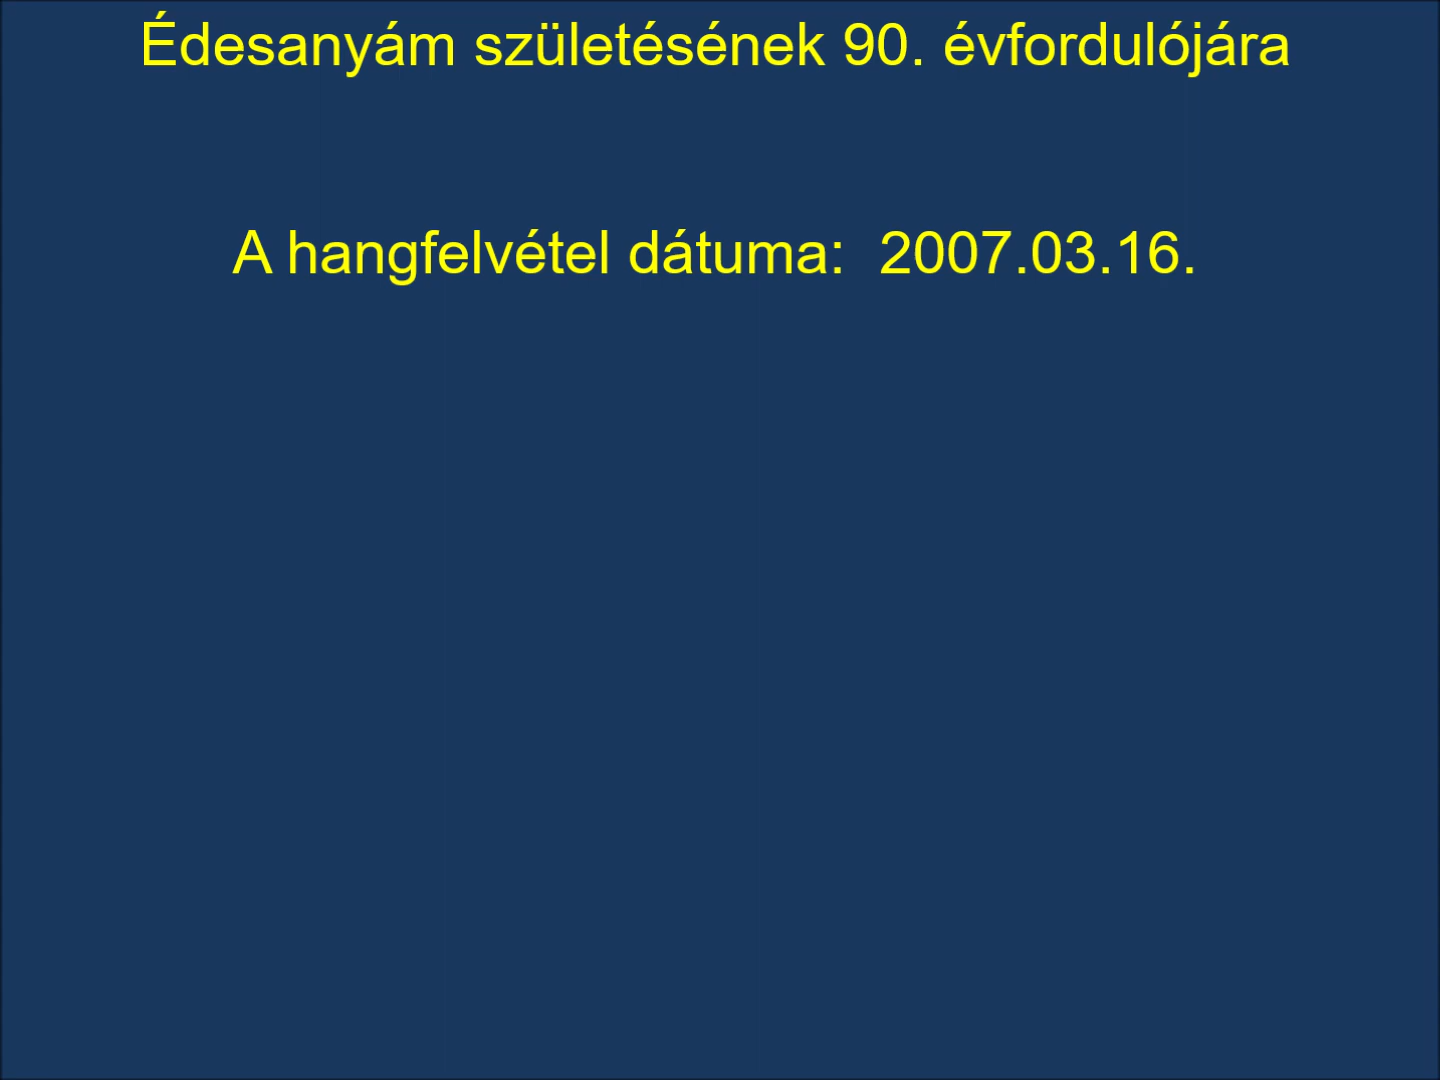 Édesanyám születésének 90. évfordulójára
A hangfelvétel dátuma:  2007.03.16.